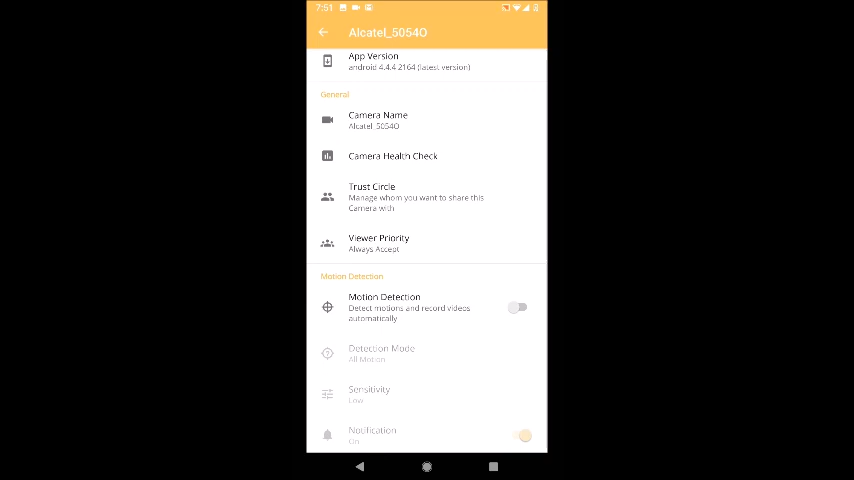 7:51
Alcatel_5054O
App Version
android 4.4.4 2164 (latest version)
General
Camera Name
Alcatel_5054O
Camera Health Check
Trust Circle
Manage whom you want to share this
Camera with
Viewer Priority
Always Accept
Motion Detection
Motion Detection
Detect motions and record videos
automatically
Detection Mode
All Motion
Sensitivity
Low
Notification
On